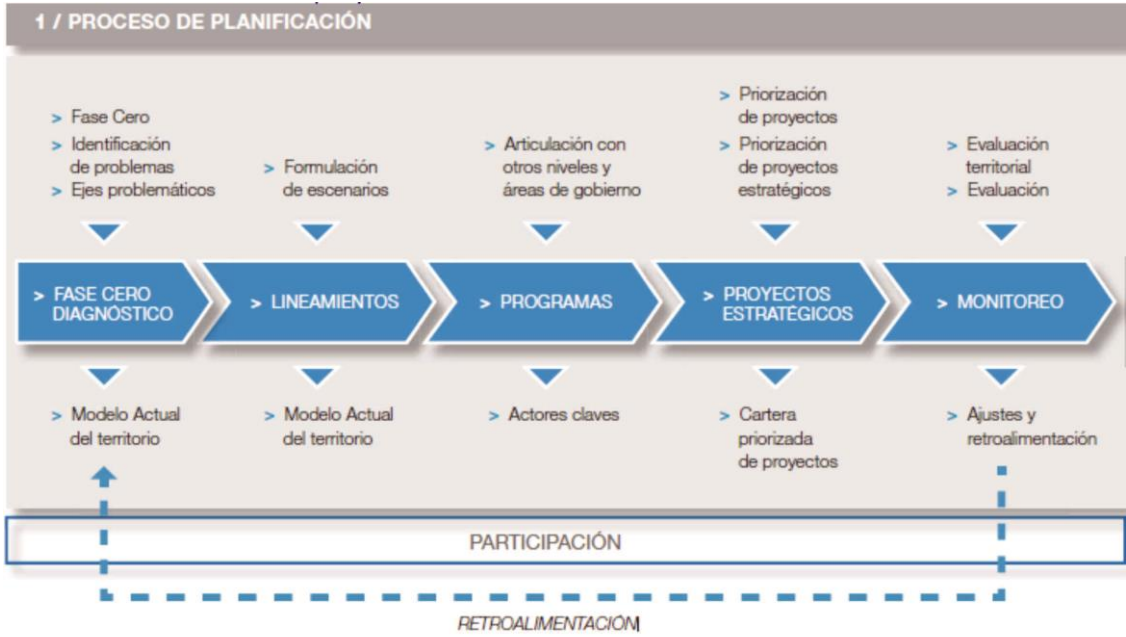 1 / PROCESO DE PLANIFICACIÓN
> Fase Cero
> Identificación
de problemas
> Ejes problemáticos
> Formulación
de escenarios
> Articulación con
otros niveles y
áreas de gobierno
> Priorización
de proyectos
> Priorización
de proyectos
estratégicos
> Evaluación
territorial
> Evaluación
> FASE CERO
DIAGNÓSTICO
> LINEAMIENTOS
> PROGRAMAS
> PROYECTOS
ESTRATÉGICOS
> MONITOREO
> Modelo Actual
del territorio
> Modelo Actual
del territorio
> Actores claves
> Cartera
priorizada
de proyectos
> Ajustes y
retroalimentación
PARTICIPACIÓN
RETROALIMENTACIÓN